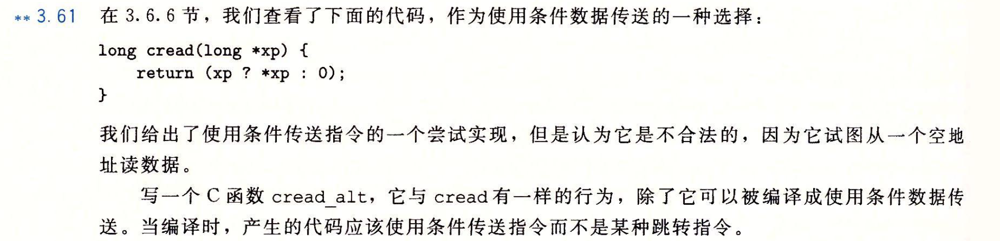 ** 3.61 在 3.6.6 节，我们查看了下面的代码，作为使用条件数据传送的一种选择：
long cread(long *xp) {
    return (xp ? *xp : 0);
}
我们给出了使用条件传送指令的一个尝试实现，但是认为它是不合法的，因为它试图从一个空地
址读数据。
写一个 C 函数 cread_alt，它与 cread 有一样的行为，除了它可以被编译成使用条件数据传
送。当编译时，产生的代码应该使用条件传送指令而不是某种跳转指令。